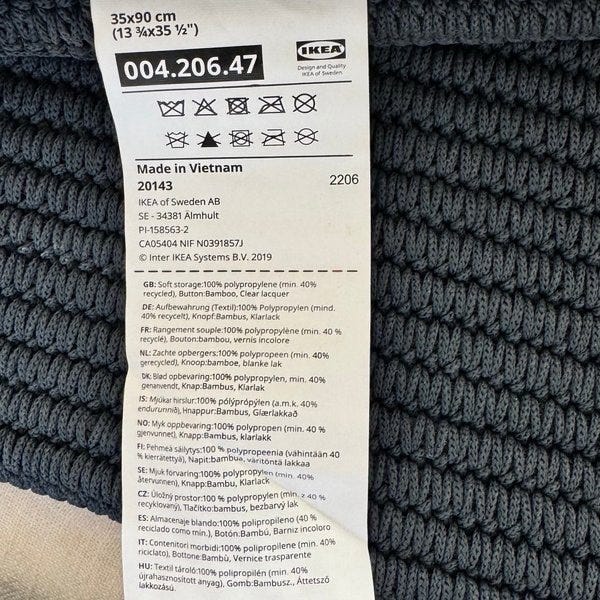 35x90 cm
(13 ¾x35 ½")
004.206.47
IKEA
Design and Quality
IKEA of Sweden
Made in Vietnam
20143
2206
IKEA of Sweden AB
SE - 34381 Älmhult
PI-158563-2
CA05404 NIF N0391857J
© Inter IKEA Systems B.V. 2019
GB: Soft storage:100% polypropylene (min. 40%
recycled), Button:Bamboo, Clear lacquer
DE: Aufbewahrung (Textil):100% Polypropylen (mind.
40% recycelt), Knopf:Bambus, Klarlack
FR: Rangement souple:100% polypropylène (min. 40 %
recyclé), Bouton:bambou, vernis incolore
NL: Zachte opbergers:100% polypropeen (min. 40%
gerecycled), Knoop:bamboe, blanke lak
DK: Blød opbevaring:100% polypropylen, min. 40%
genanvendt, Knap:Bambus, Klarlak
IS: Mjúkar hirslur:100% pólýprópýlen (a.m.k. 40%
endurunnið), Hnappur:Bambus, Glærlakkað
NO: Myk oppbevaring:100% polypropen (min. 40 %
gjenvunnet), Knapp:Bambus, klarlakk
FI: Pehmeä säilytys:100 % polypropeenia (vähintään 40
% kierrätettyä), Napit:bambua, väritöntä lakkaa
SE: Mjuk förvaring:100% polypropylen (min. 40%
återvunnen), Knapp:Bambu, Klarlack
CZ: Úložný prostor:100% polypropylen (min. z 40 %
recyklovaný), Tlačítko:bambus, bezbarvý lak
ES: Almacenaje blando:100% polipropileno (40 %
reciclado como mín.), Botón:Bambú, Barniz incoloro
IT: Contenitori morbidi:100% polipropilene (min. 40%
riciclato), Bottone:Bambù, Vernice trasparente
HU: Textil tároló:100% polipropilén (min. 40%
újrahasznosított anyag), Gomb:Bambusz., Áttetsző
lakkozású.